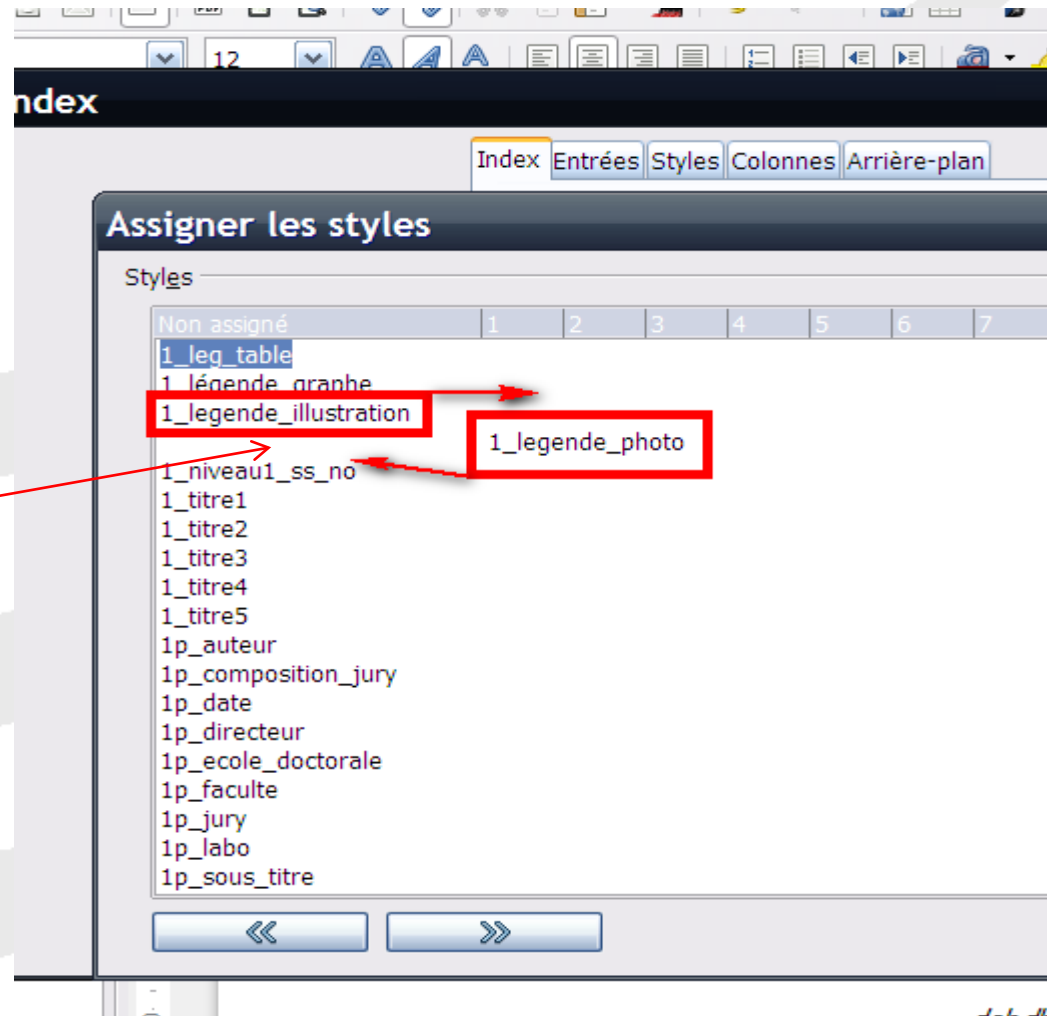 12
ndex
Index Entrées Styles Colonnes Arrière-plan
Assigner les styles
Styles
Non assigné 1 2 3 4 5 6 7
1_leg_table
1_légende_graphe
1_legende_illustration
1_legende_photo
1_niveau1_ss_no
1_titre1
1_titre2
1_titre3
1_titre4
1_titre5
1p_auteur
1p_composition_jury
1p_date
1p_directeur
1p_ecole_doctorale
1p_faculte
1p_jury
1p_labo
1p_sous_titre